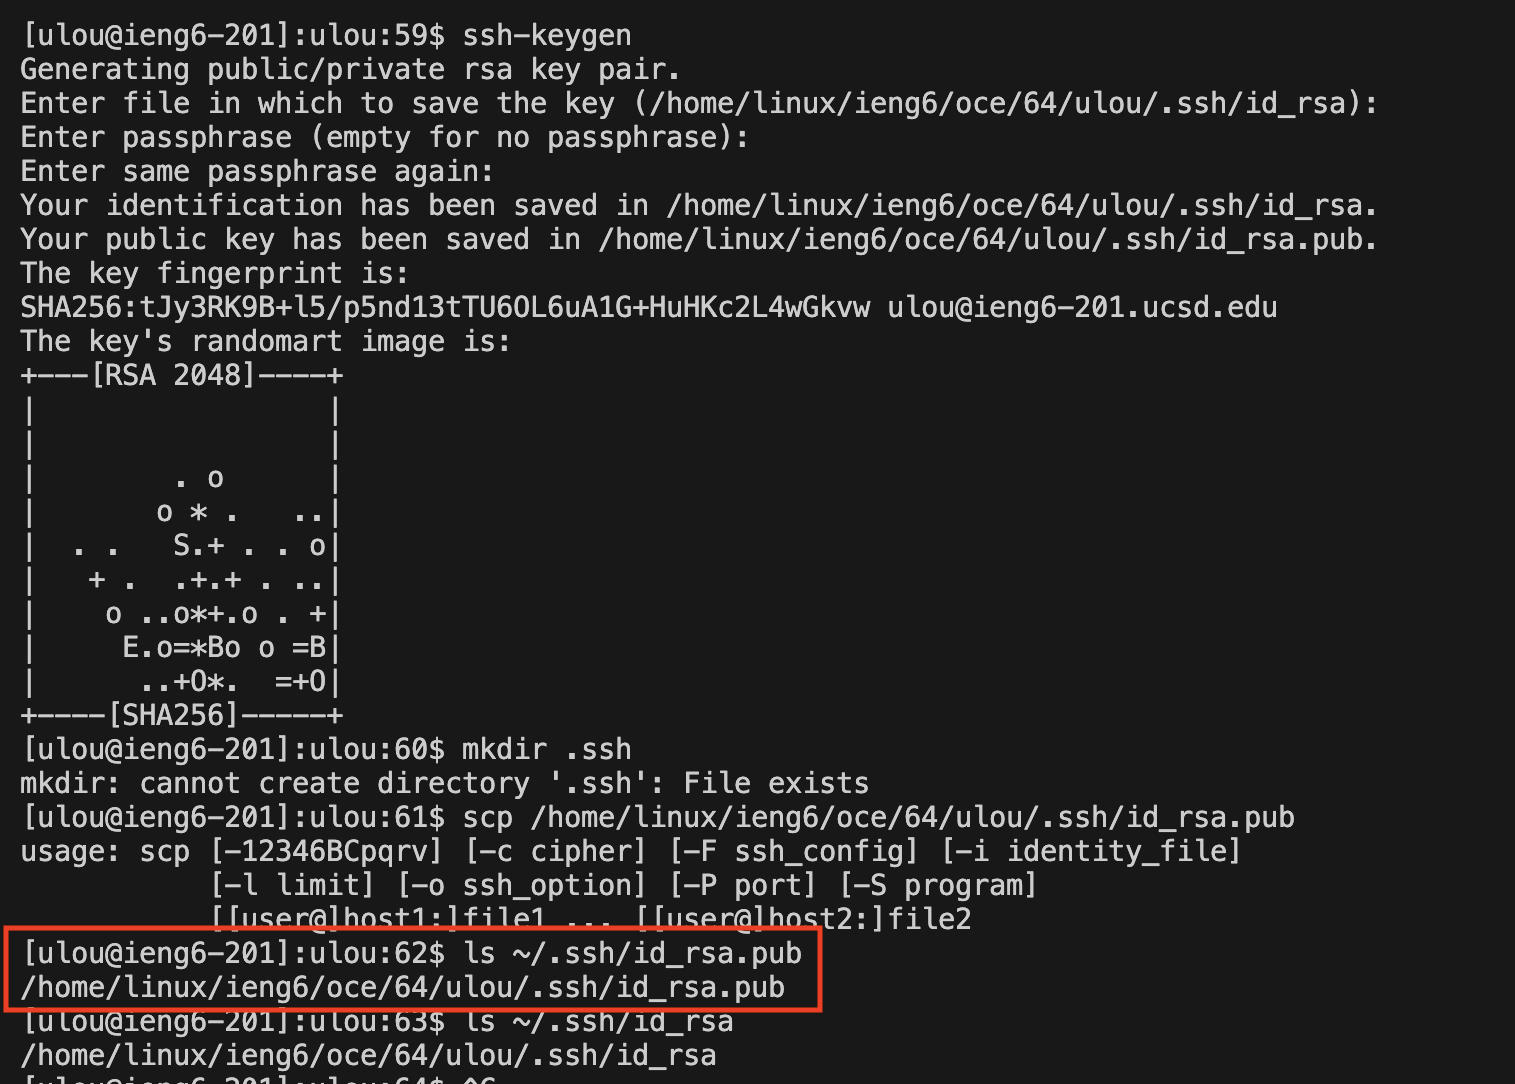 [ulou@ieng6-201]:ulou:59$ ssh-keygen
Generating public/private rsa key pair.
Enter file in which to save the key (/home/linux/ieng6/oce/64/ulou/.ssh/id_rsa):
Enter passphrase (empty for no passphrase):
Enter same passphrase again:
Your identification has been saved in /home/linux/ieng6/oce/64/ulou/.ssh/id_rsa.
Your public key has been saved in /home/linux/ieng6/oce/64/ulou/.ssh/id_rsa.pub.
The key fingerprint is:
SHA256:tJy3RK9B+l5/p5nd13tTU6OL6uA1G+HuHKc2L4wGkvw ulou@ieng6-201.ucsd.edu
The key's randomart image is:
+---[RSA 2048]----+
|                 |
|                 |
|        . o      |
|       o * .   ..|
|  . .   S.+ . . o|
|   + .  .+.+ . ..|
|    o ..o*+.o . +|
|     E.o=*Bo o =B|
|      ..+O*.  =+O|
+----[SHA256]-----+
[ulou@ieng6-201]:ulou:60$ mkdir .ssh
mkdir: cannot create directory '.ssh': File exists
[ulou@ieng6-201]:ulou:61$ scp /home/linux/ieng6/oce/64/ulou/.ssh/id_rsa.pub
usage: scp [-12346BCpqrv] [-c cipher] [-F ssh_config] [-i identity_file]
           [-l limit] [-o ssh_option] [-P port] [-S program]
           [[user@]host1:]file1 ... [[user@]host2:]file2
[ulou@ieng6-201]:ulou:62$ ls ~/.ssh/id_rsa.pub
/home/linux/ieng6/oce/64/ulou/.ssh/id_rsa.pub
[ulou@ieng6-201]:ulou:63$ ls ~/.ssh/id_rsa
/home/linux/ieng6/oce/64/ulou/.ssh/id_rsa
[ulou@ieng6-201]:ulou:64$ ^C